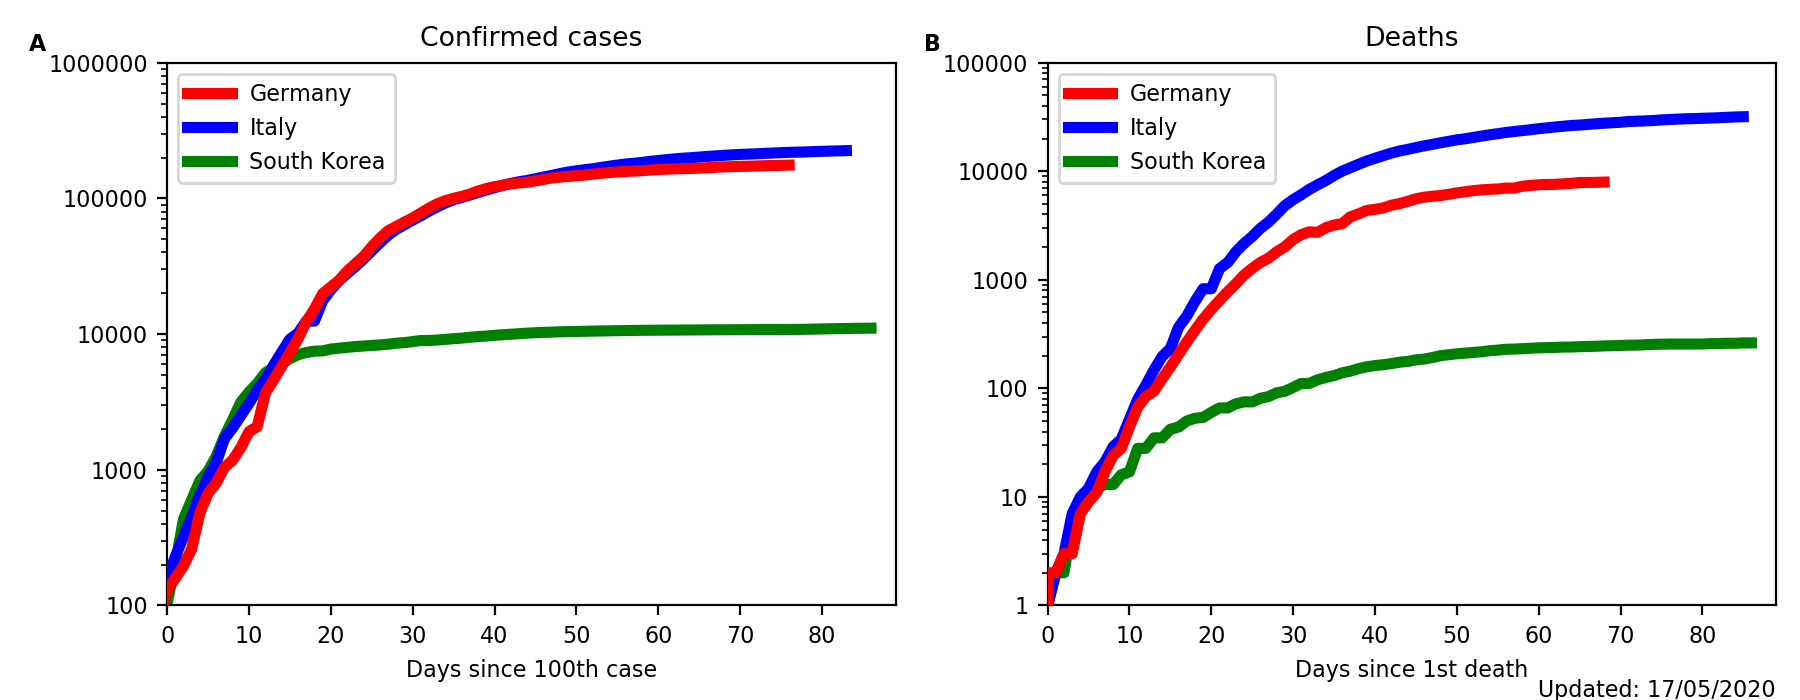 A
Confirmed cases
1000000
100000
10000
1000
100
Germany
Italy
South Korea
0 10 20 30 40 50 60 70 80
Days since 100th case
B
Deaths
100000
10000
1000
100
10
1
Germany
Italy
South Korea
0 10 20 30 40 50 60 70 80
Days since 1st death
Updated: 17/05/2020